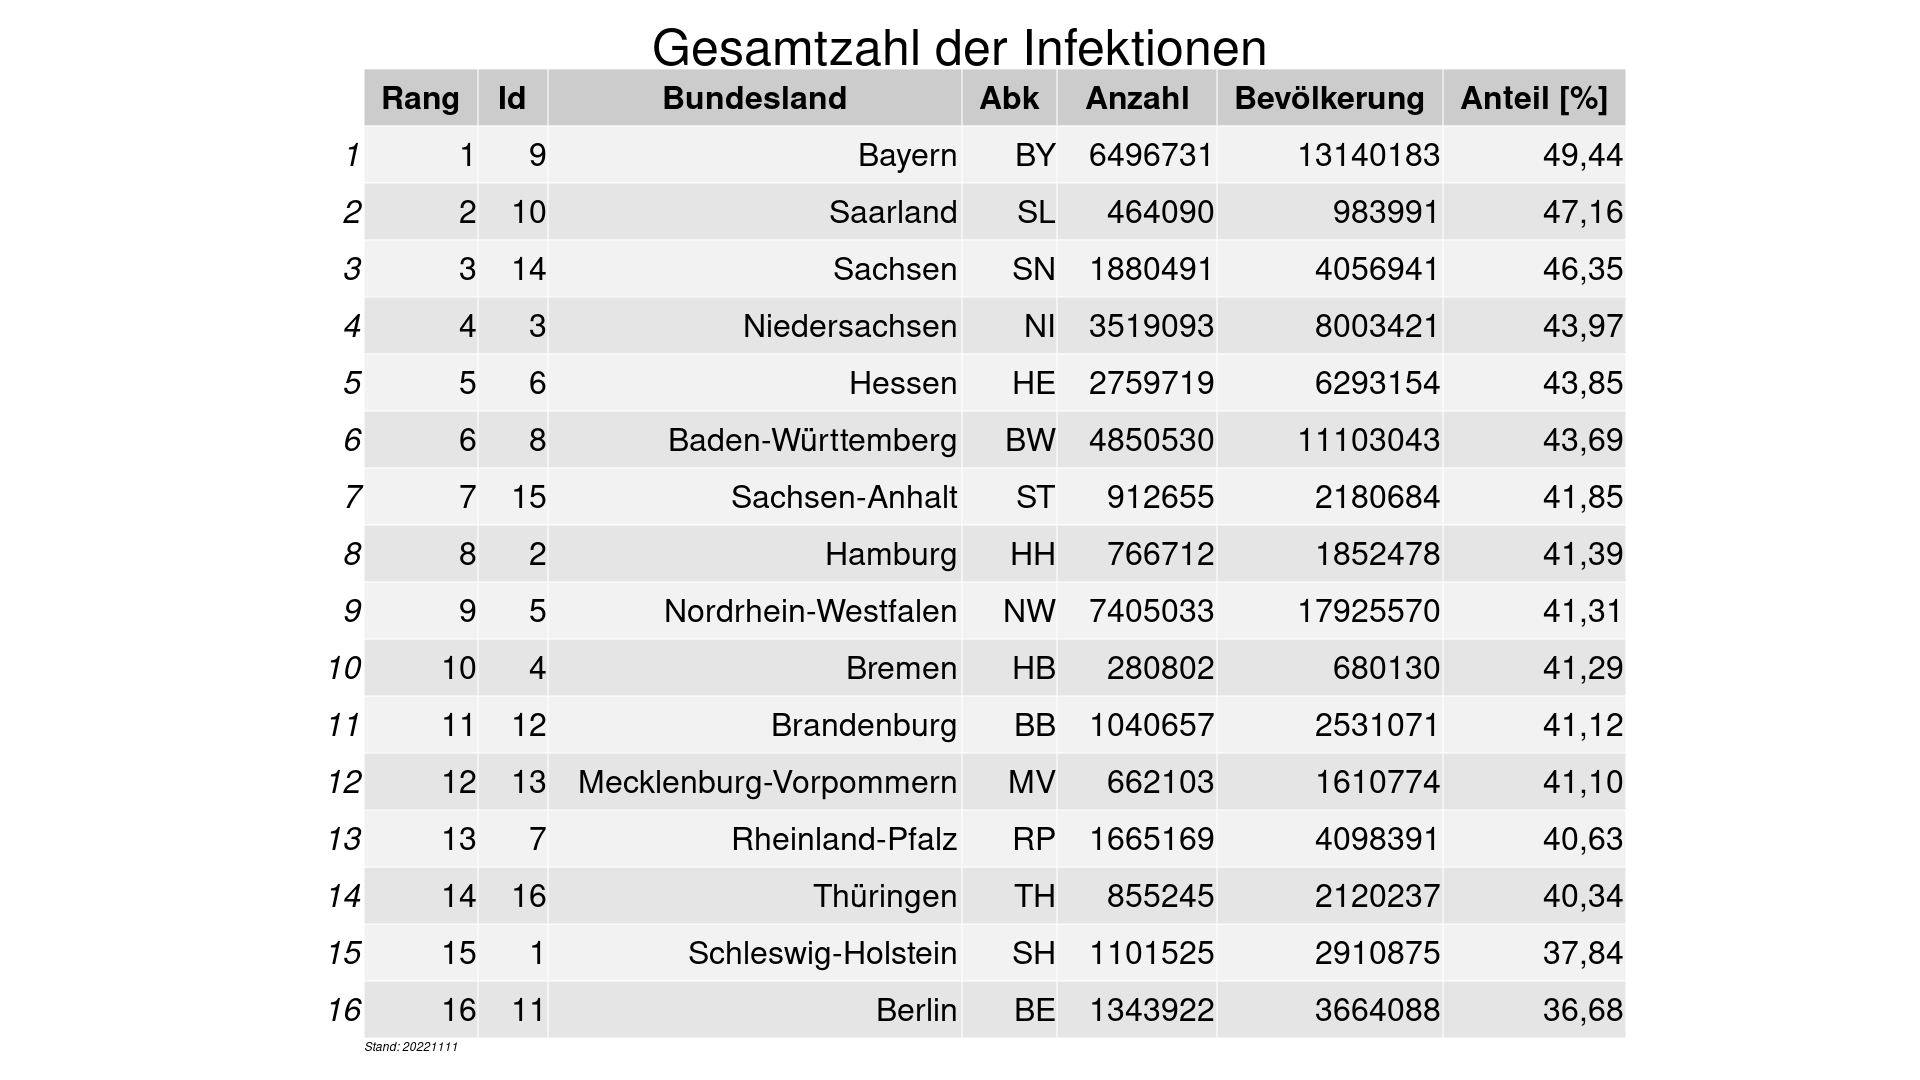 Gesamtzahl der Infektionen
Rang Id Bundesland Abk Anzahl Bevölkerung Anteil [%]
1 1 9 Bayern BY 6496731 13140183 49,44
2 2 10 Saarland SL 464090 983991 47,16
3 3 14 Sachsen SN 1880491 4056941 46,35
4 4 3 Niedersachsen NI 3519093 8003421 43,97
5 5 6 Hessen HE 2759719 6293154 43,85
6 6 8 Baden-Württemberg BW 4850530 11103043 43,69
7 7 15 Sachsen-Anhalt ST 912655 2180684 41,85
8 8 2 Hamburg HH 766712 1852478 41,39
9 9 5 Nordrhein-Westfalen NW 7405033 17925570 41,31
10 10 4 Bremen HB 280802 680130 41,29
11 11 12 Brandenburg BB 1040657 2531071 41,12
12 12 13 Mecklenburg-Vorpommern MV 662103 1610774 41,10
13 13 7 Rheinland-Pfalz RP 1665169 4098391 40,63
14 14 16 Thüringen TH 855245 2120237 40,34
15 15 1 Schleswig-Holstein SH 1101525 2910875 37,84
16 16 11 Berlin BE 1343922 3664088 36,68
Stand: 20221111